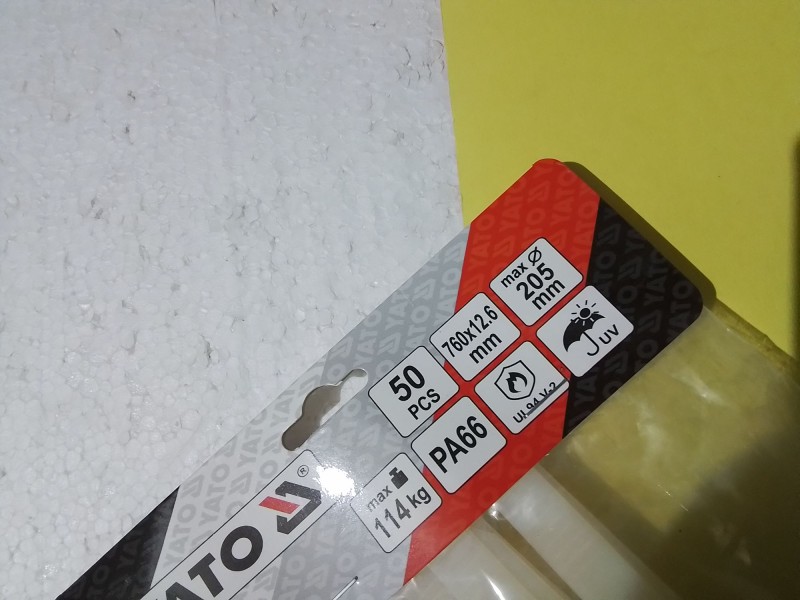 max Ø
205
mm
760x12.6
mm
UV
50
PCS
UL 94 V-2
PA66
max
114 kg
YATO ®